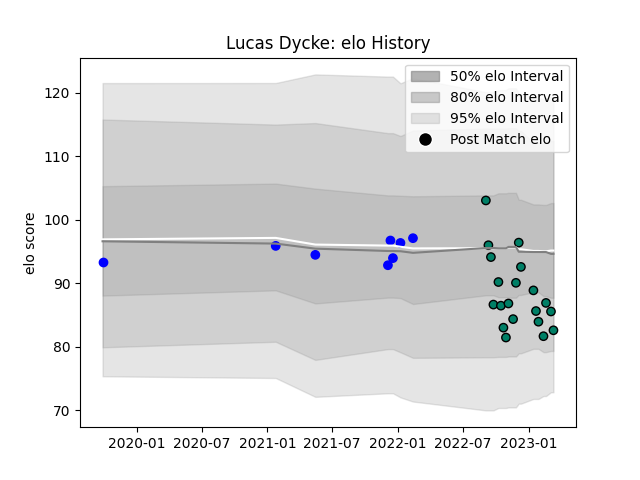 Lucas Dycke: elo History
50% elo Interval
80% elo Interval
95% elo Interval
Post Match elo
elo score
120
110
100
90
80
70
2020-01 2020-07 2021-01 2021-07 2022-01 2022-07 2023-01